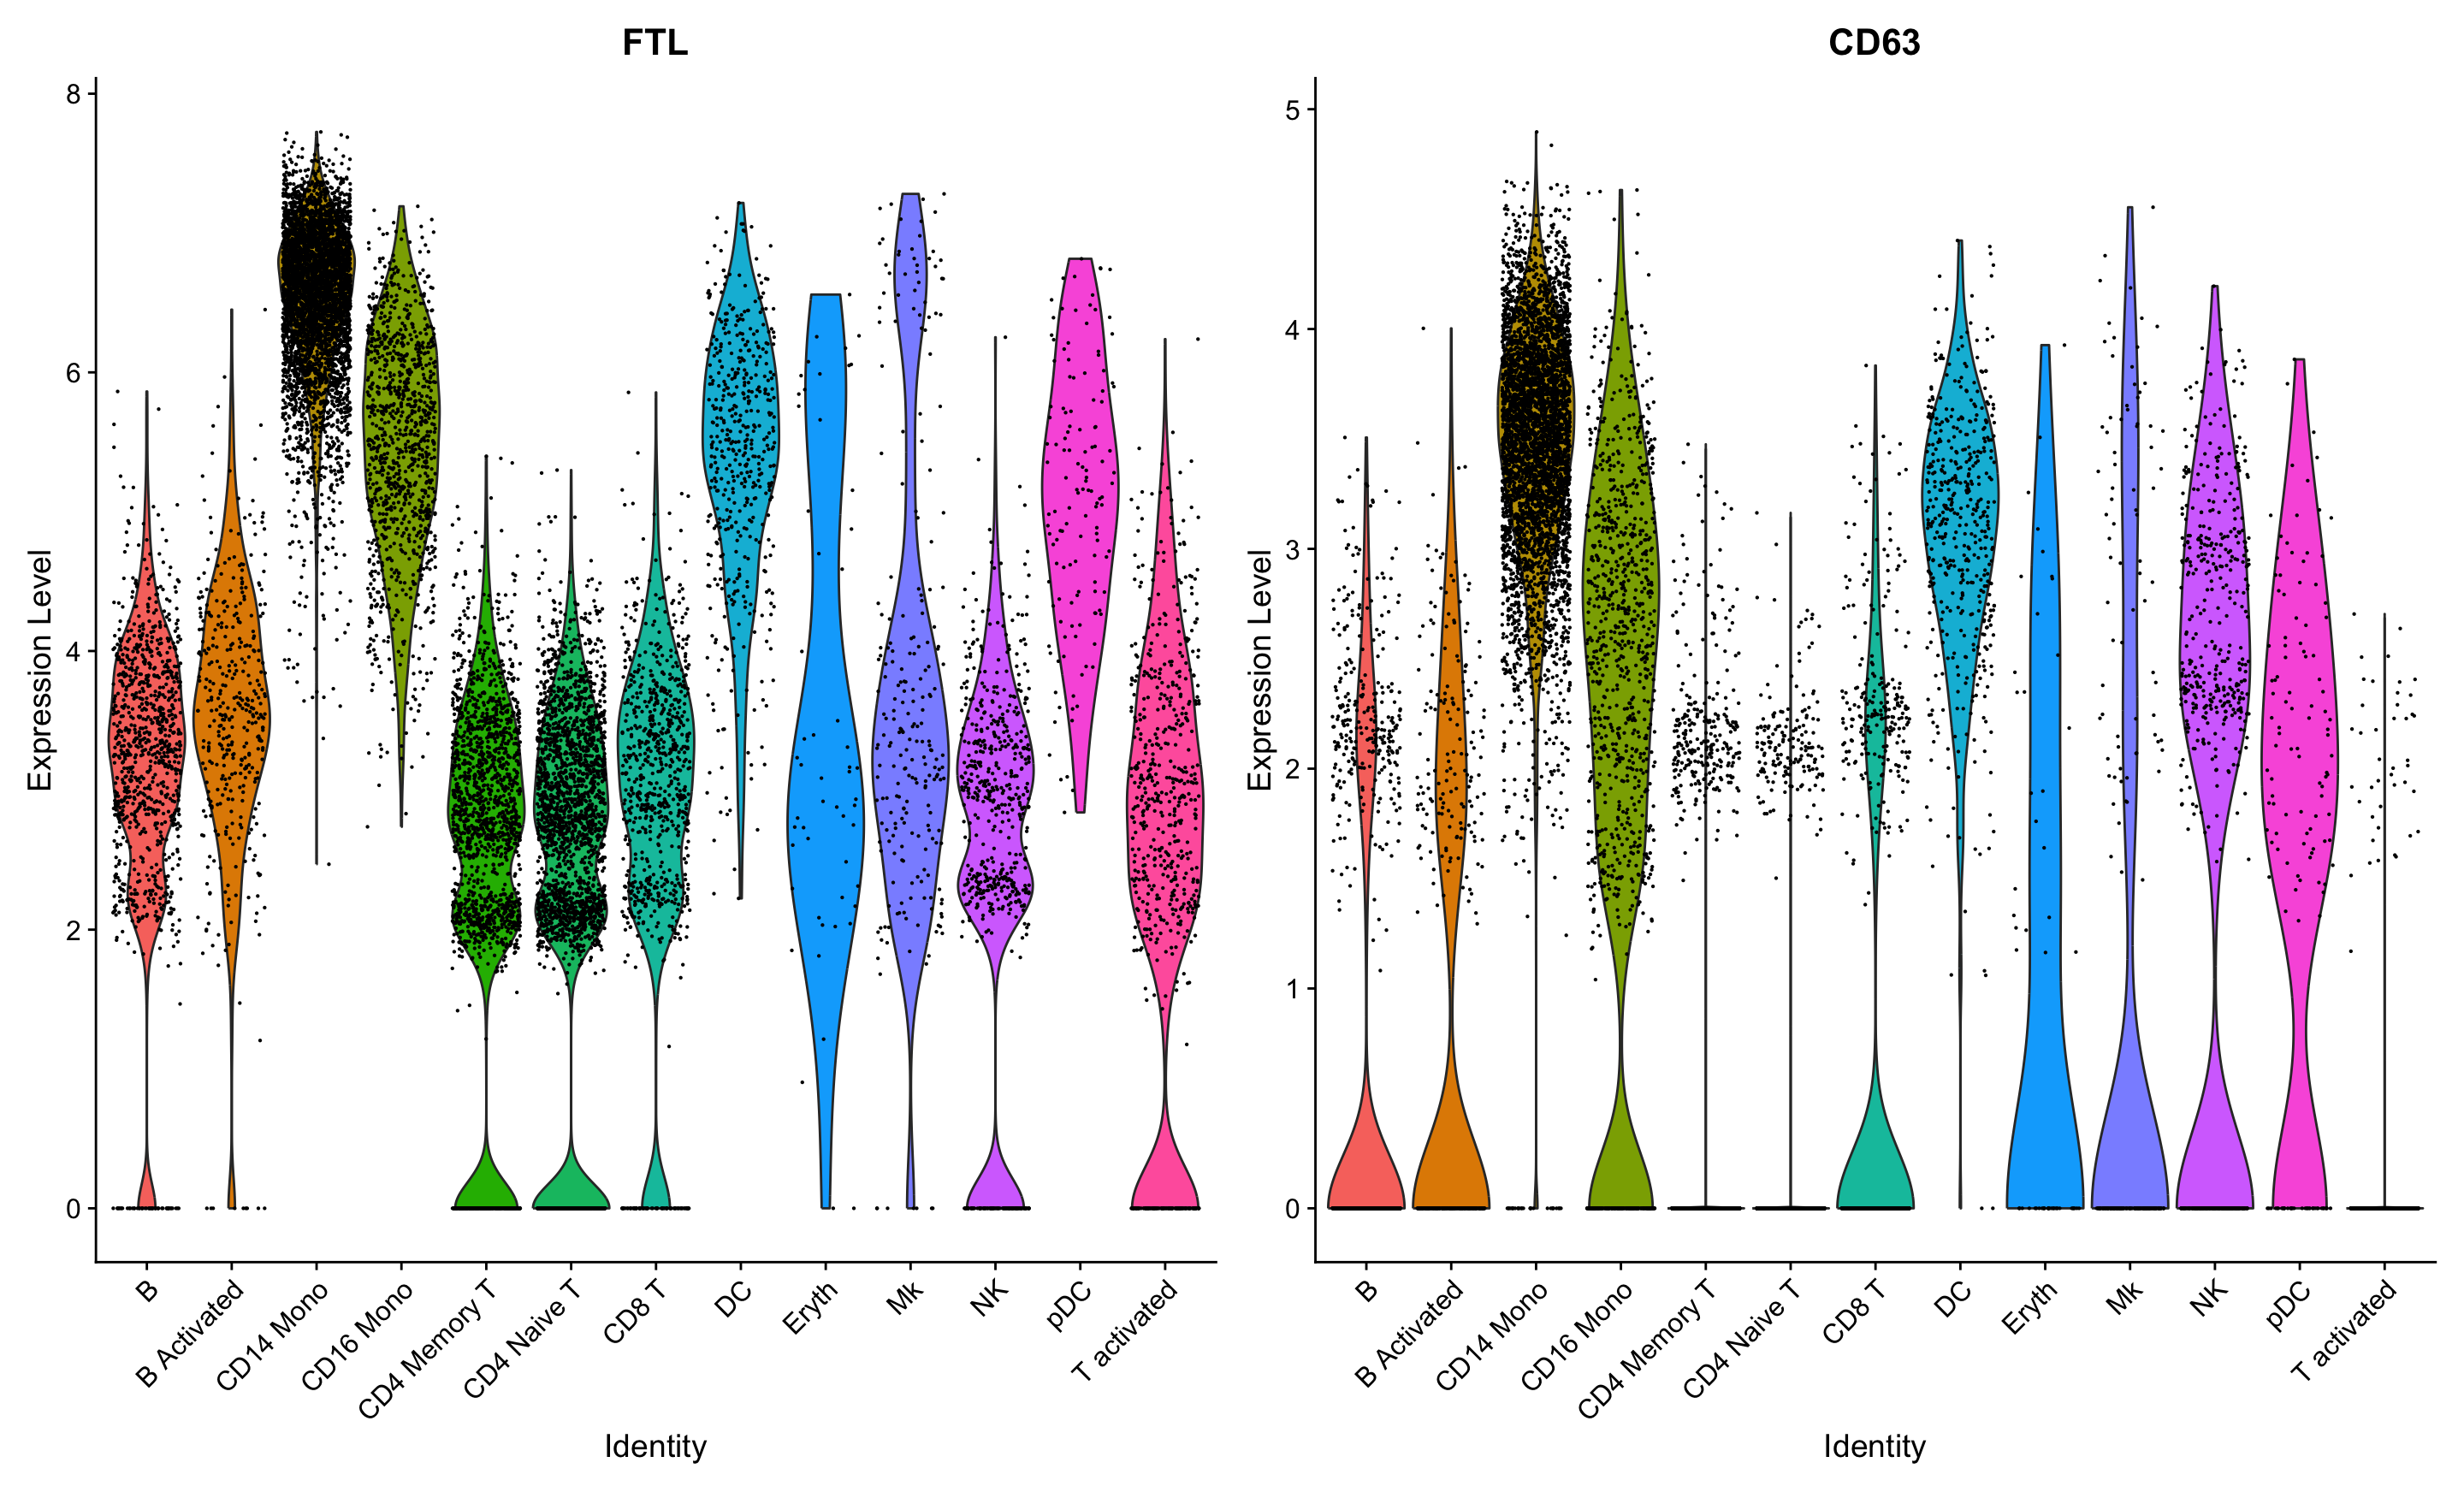 FTL
Expression Level
8
6
4
2
0
B
B Activated
CD14 Mono
CD16 Mono
CD4 Memory T
CD4 Naive T
CD8 T
DC
Eryth
Mk
NK
pDC
T activated
Identity
CD63
Expression Level
5
4
3
2
1
0
B
B Activated
CD14 Mono
CD16 Mono
CD4 Memory T
CD4 Naive T
CD8 T
DC
Eryth
Mk
NK
pDC
T activated
Identity